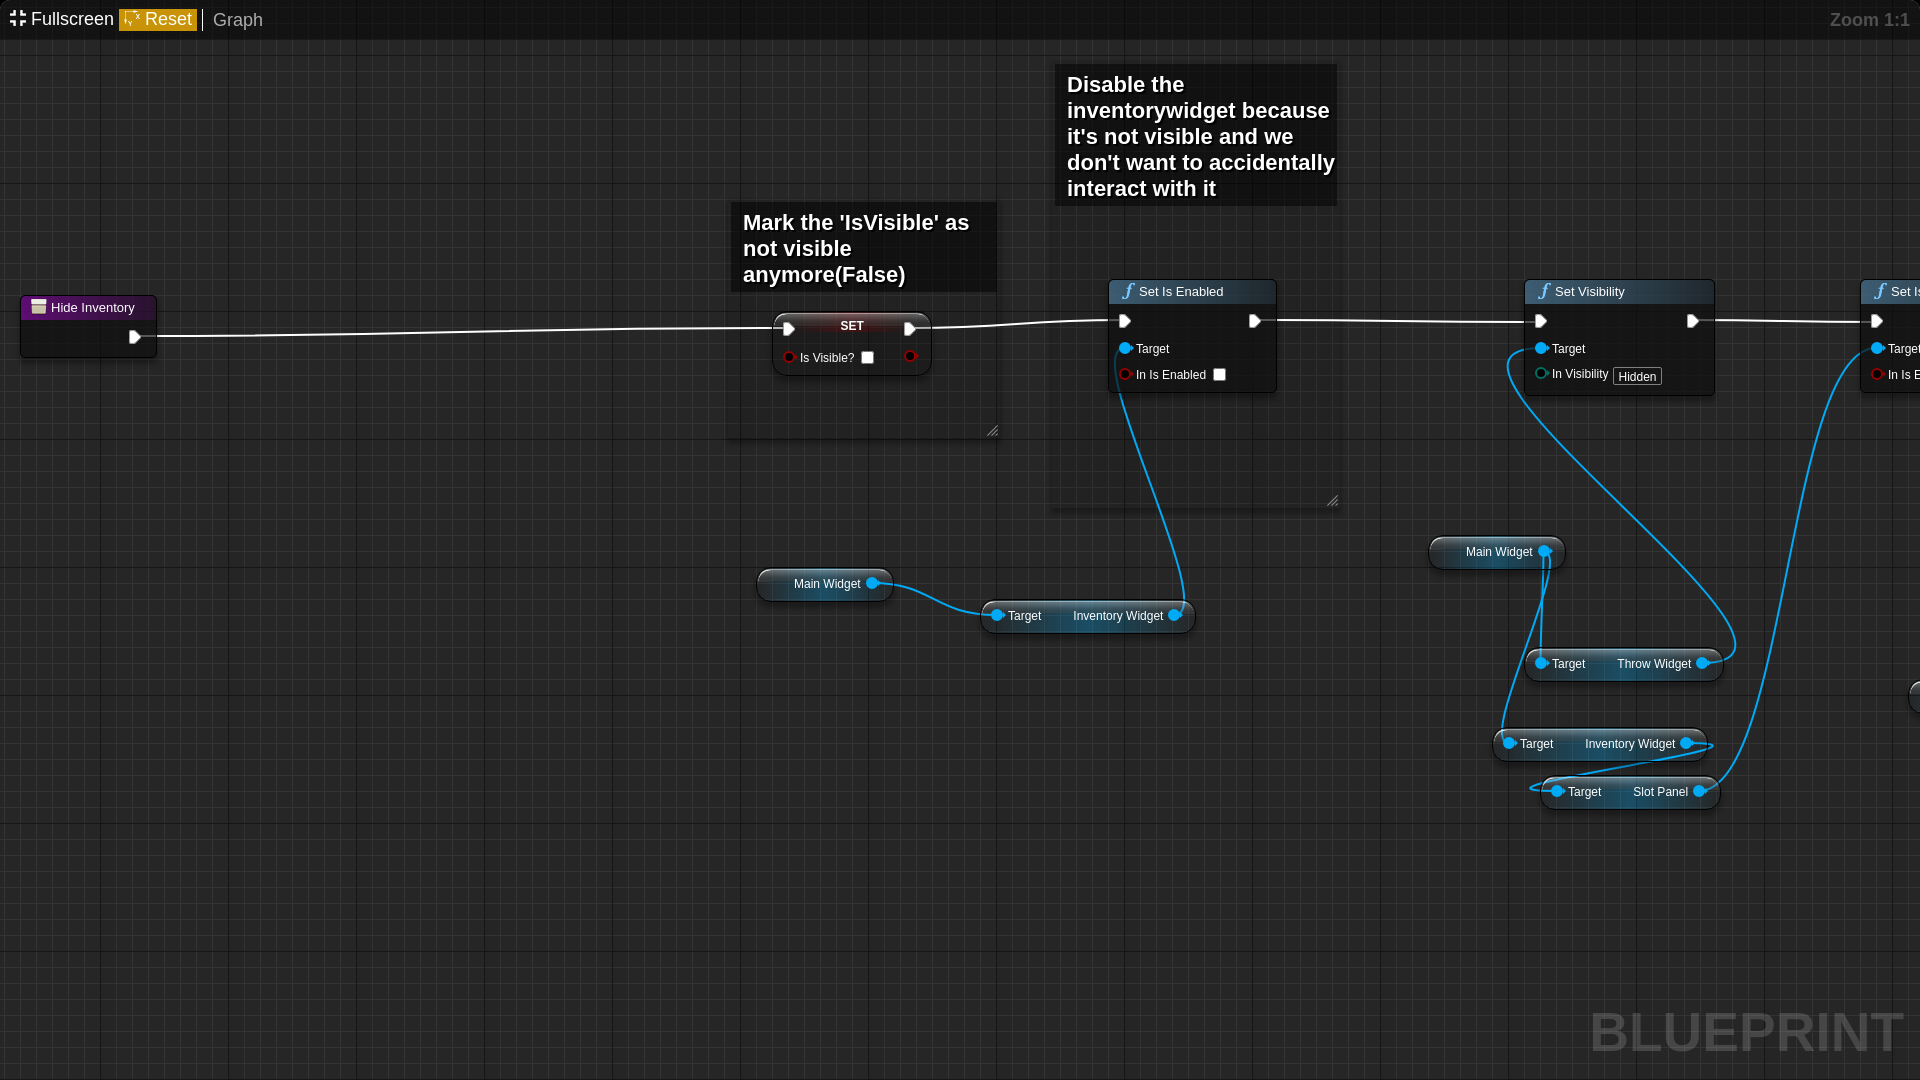 Fullscreen Reset Graph Zoom 1:1
Disable the
inventorywidget because
it's not visible and we
don't want to accidentally
interact with it
Mark the 'IsVisible' as
not visible
anymore(False)
Hide Inventory
SET
Is Visible?
Set Is Enabled
Target
In Is Enabled
Set Visibility
Target
In Visibility Hidden
Set Is
Target
In Is E
Main Widget
Target Inventory Widget
Main Widget
Target Throw Widget
Target Inventory Widget
Target Slot Panel
BLUEPRINT